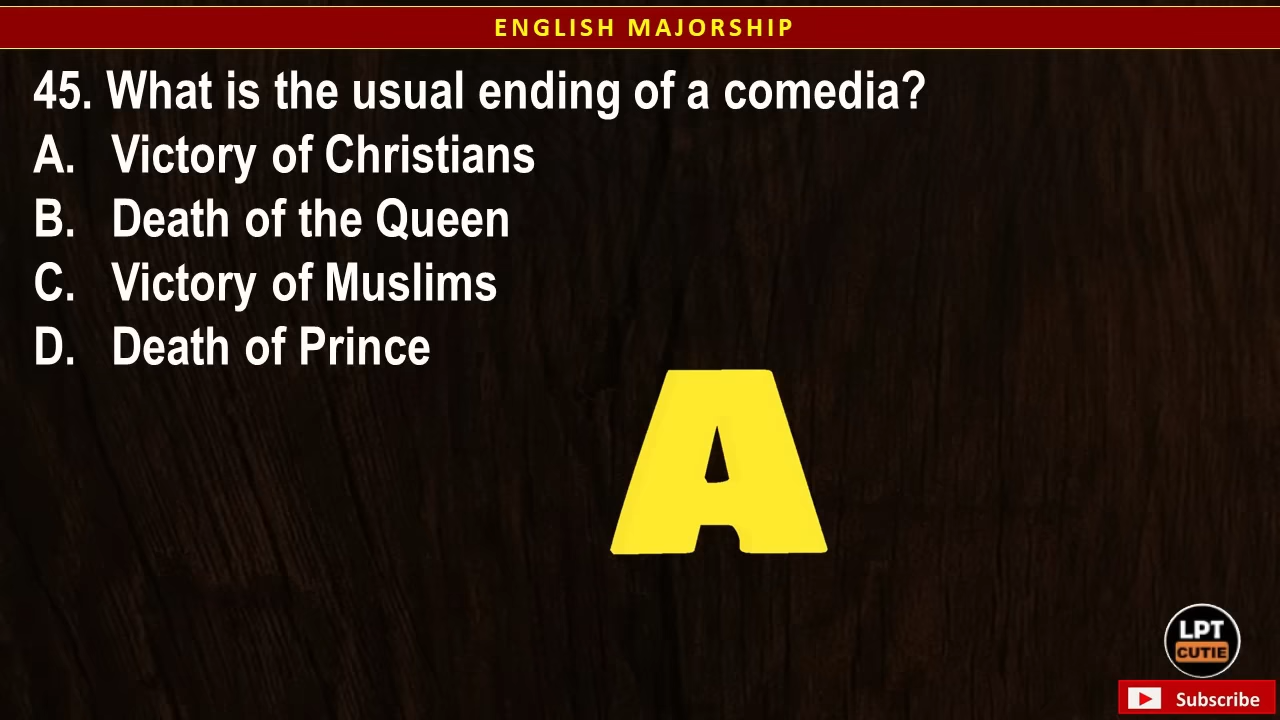 ENGLISH MAJORSHIP
45. What is the usual ending of a comedia?
A. Victory of Christians
B. Death of the Queen
C. Victory of Muslims
D. Death of Prince
A
LPT
CUTIE
Subscribe